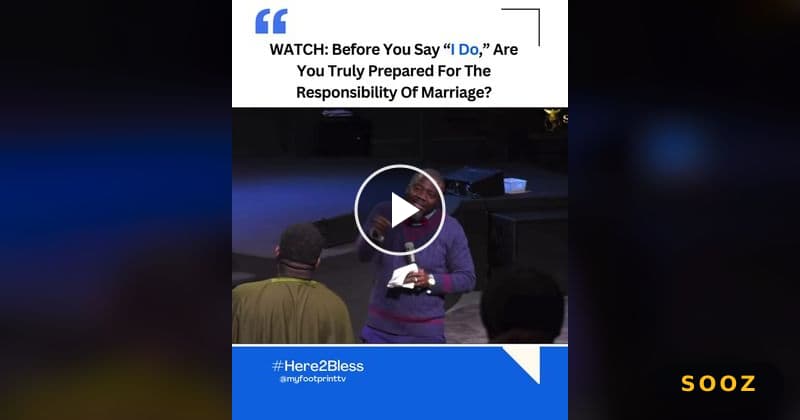 WATCH: Before You Say “I Do,” Are
You Truly Prepared For The
Responsibility Of Marriage?
#Here2Bless
@myfootprinttv
SOOZ